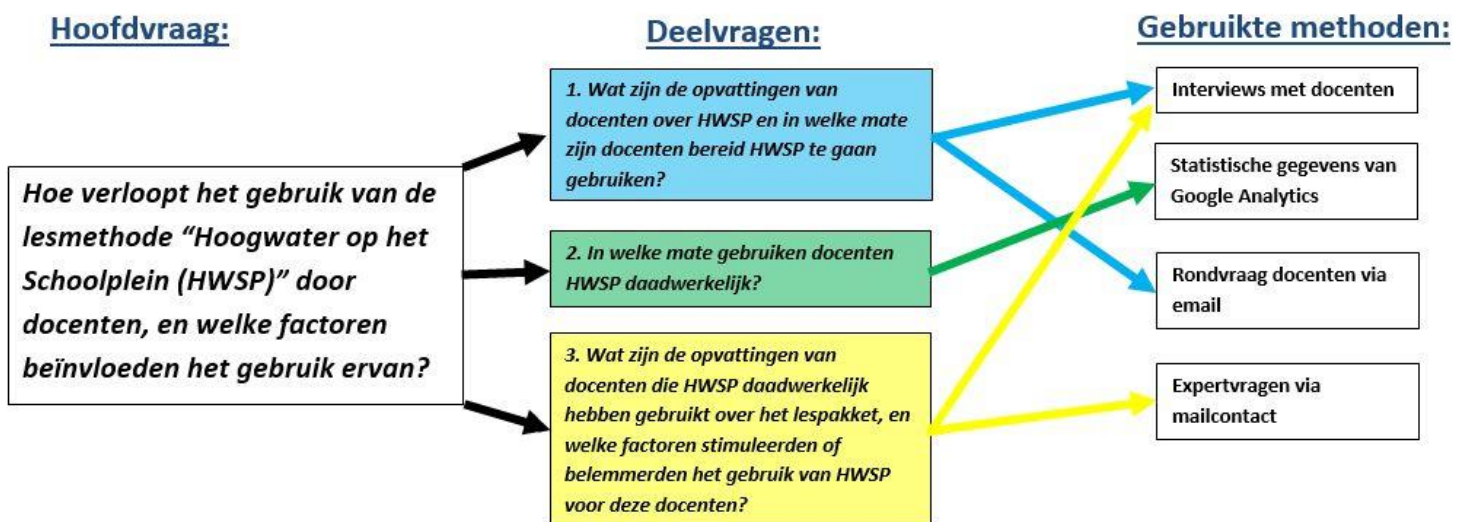 Hoofdvraag:
Hoe verloopt het gebruik van de
lesmethode “Hoogwater op het
Schoolplein (HWSP)” door
docenten, en welke factoren
beïnvloeden het gebruik ervan?
Deelvragen:
1. Wat zijn de opvattingen van
docenten over HWSP en in welke mate
zijn docenten bereid HWSP te gaan
gebruiken?
2. In welke mate gebruiken docenten
HWSP daadwerkelijk?
3. Wat zijn de opvattingen van
docenten die HWSP daadwerkelijk
hebben gebruikt over het lespakket, en
welke factoren stimuleerden of
belemmerden het gebruik van HWSP
voor deze docenten?
Gebruikte methoden:
Interviews met docenten
Statistische gegevens van
Google Analytics
Rondvraag docenten via
email
Expertvragen via
mailcontact